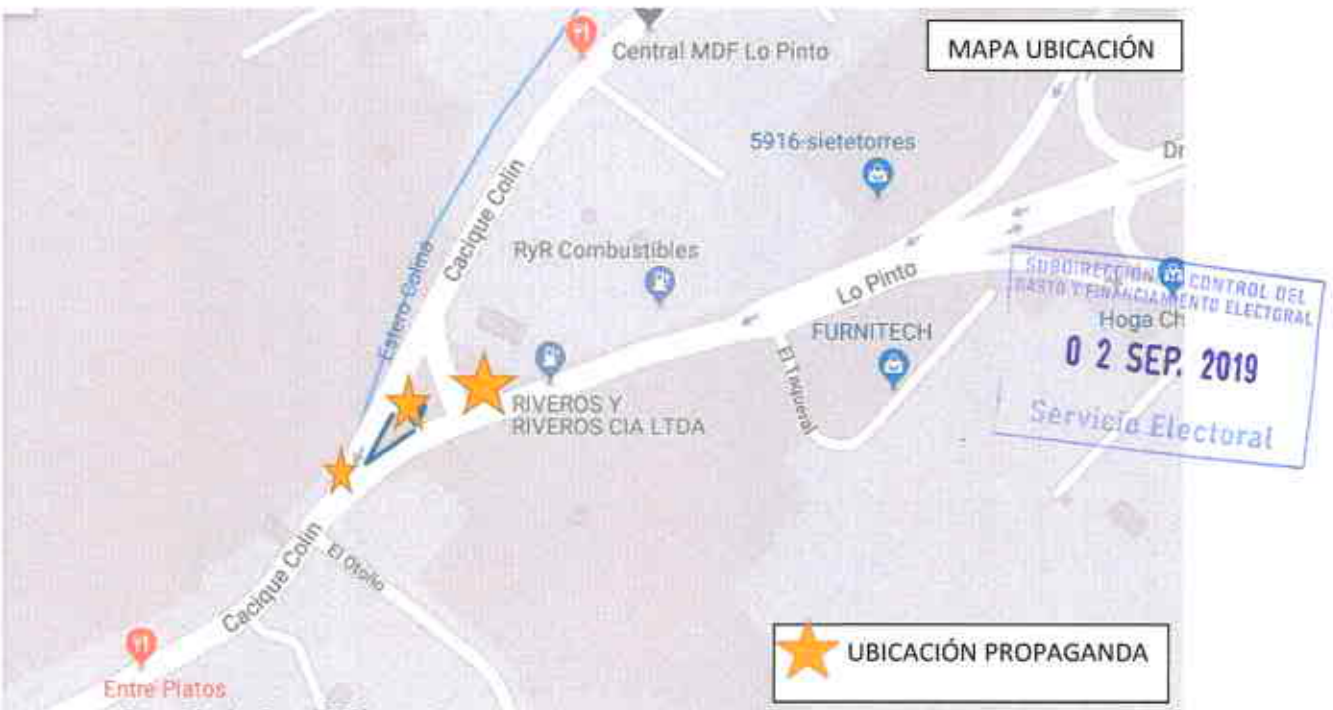 Central MDF Lo Pinto
MAPA UBICACIÓN
5916-sietetorres
Dr
Cacique Colin
RyR Combustibles
Lo Pinto
Estero Colina
FURNITECH
SUBDIRECCIÓN CONTROL DEL
GASTO Y FINANCIAMIENTO ELECTORAL
Hoga Ch
0 2 SEP. 2019
Servicio Electoral
El Taqueral
RIVEROS Y
RIVEROS CIA LTDA
El Otoño
Cacique Colin
Entre Platos
UBICACIÓN PROPAGANDA